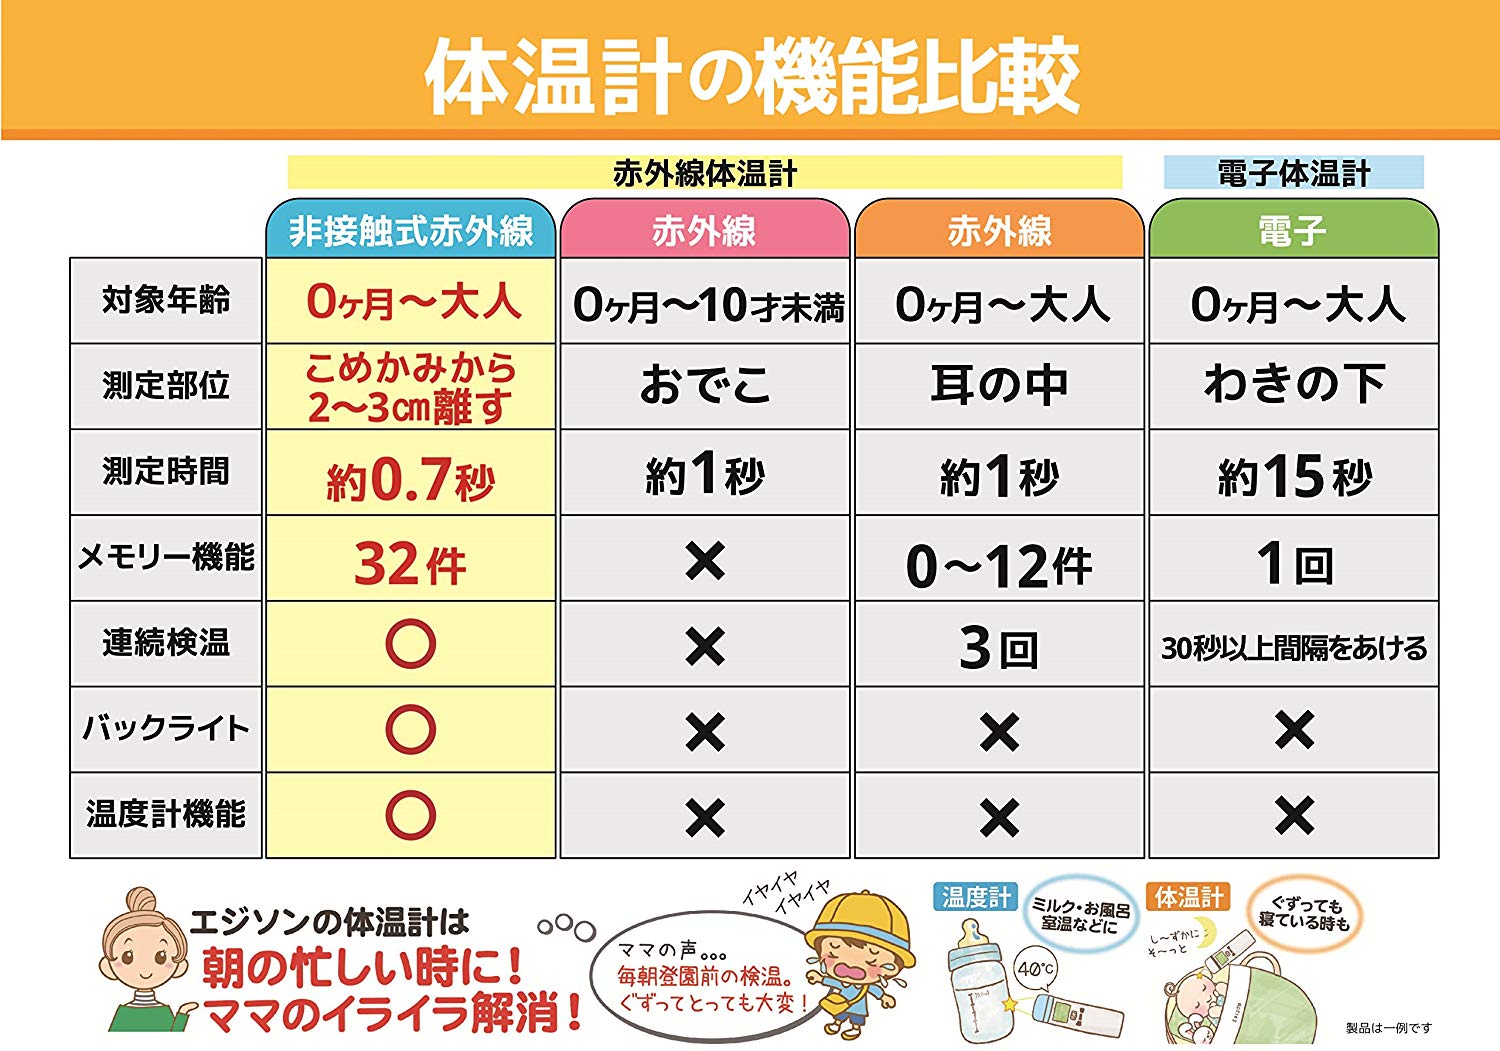 体温計の機能比較
赤外線体温計 電子体温計
非接触式赤外線 赤外線 赤外線 電子
対象年齢 0ヶ月～大人 0ヶ月～10才未満 0ヶ月～大人 0ヶ月～大人
測定部位 こめかみから おでこ 耳の中 わきの下
2～3㎝離す
測定時間 約0.7秒 約1秒 約1秒 約15秒
メモリー機能 32件 × 0～12件 1回
連続検温 〇 × 3回 30秒以上間隔をあける
バックライト 〇 × × ×
温度計機能 〇 × × ×
エジソンの体温計は
朝の忙しい時に！
ママのイライラ解消！
ママの声。。。
毎朝登園前の検温。
ぐずってとっても大変！
イヤイヤ
イヤイヤ
温度計
ミルク・お風呂
室温などに
40℃
体温計
ぐずっても
寝ている時も
し～ずかに
そ～っと
製品は一例です